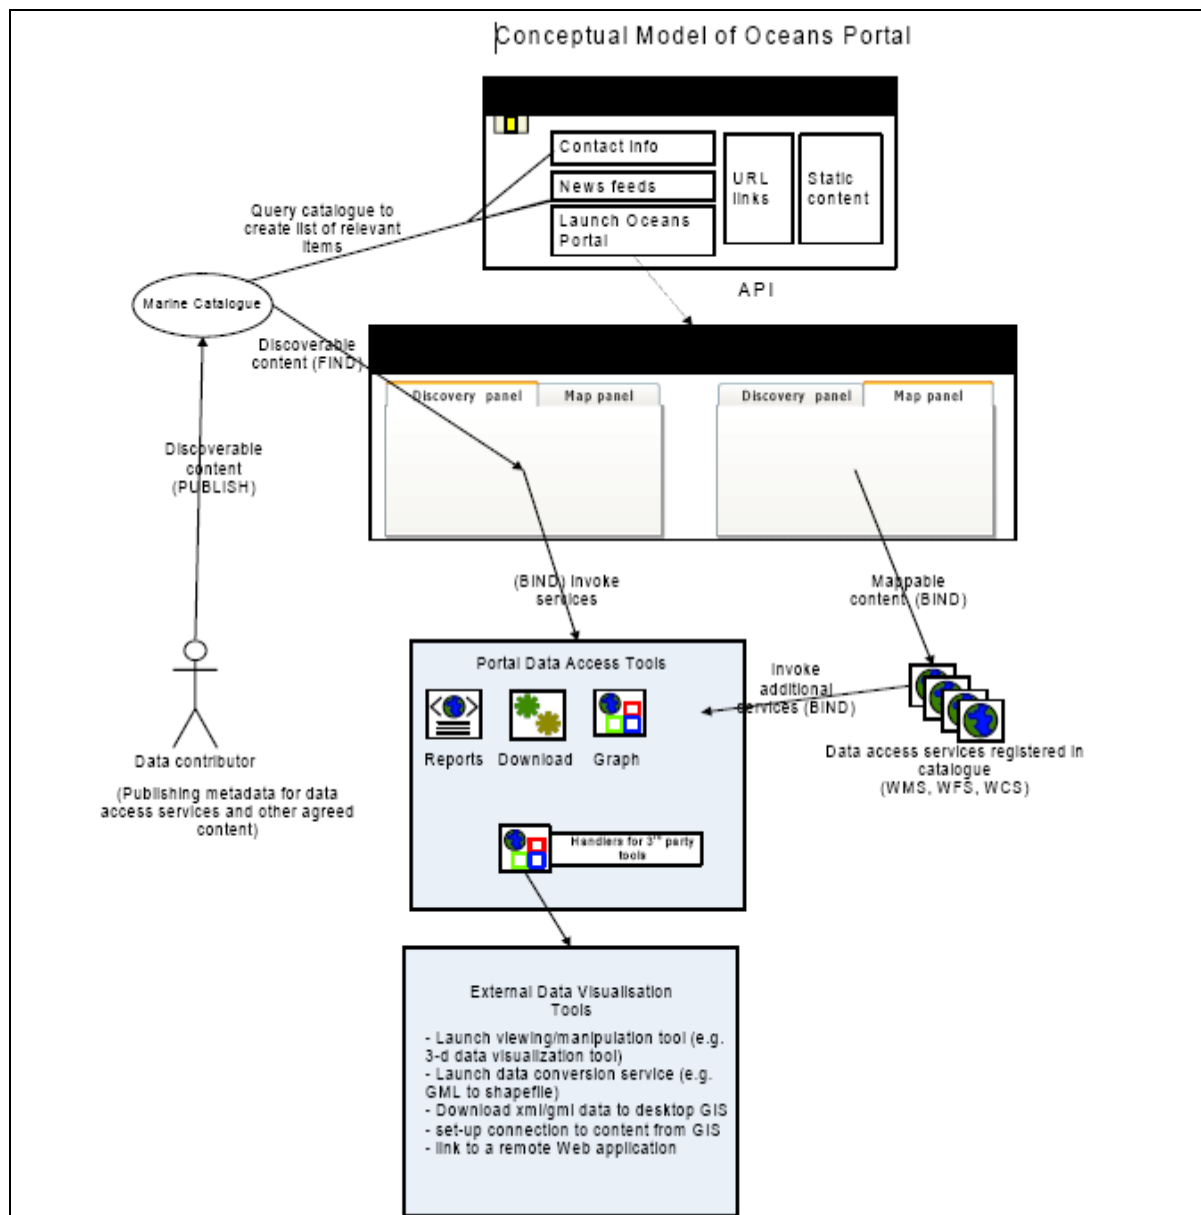 Conceptual Model of Oceans Portal
Contact info
News feeds
Launch Oceans
Portal
URL
links
Static
content
API
Query catalogue to
create list of relevant
items
Marine Catalogue
Discoverable
content (FIND)
Discovery panel
Map panel
Discovery panel
Map panel
Discoverable
content
(PUBLISH)
(BIND) Invoke
services
Mappable
content (BIND)
Portal Data Access Tools
Reports
Download
Graph
Invoke
additional
services (BIND)
Data access services registered in
catalogue
(WMS, WFS, WCS)
Data contributor
(Publishing metadata for data
access services and other agreed
content)
Handlers for 3rd party
tools
External Data Visualisation
Tools
- Launch viewing/manipulation tool (e.g.
3-d data visualization tool)
- Launch data conversion service (e.g.
GML to shapefile)
- Download xml/gml data to desktop GIS
- set-up connection to content from GIS
- link to a remote Web application